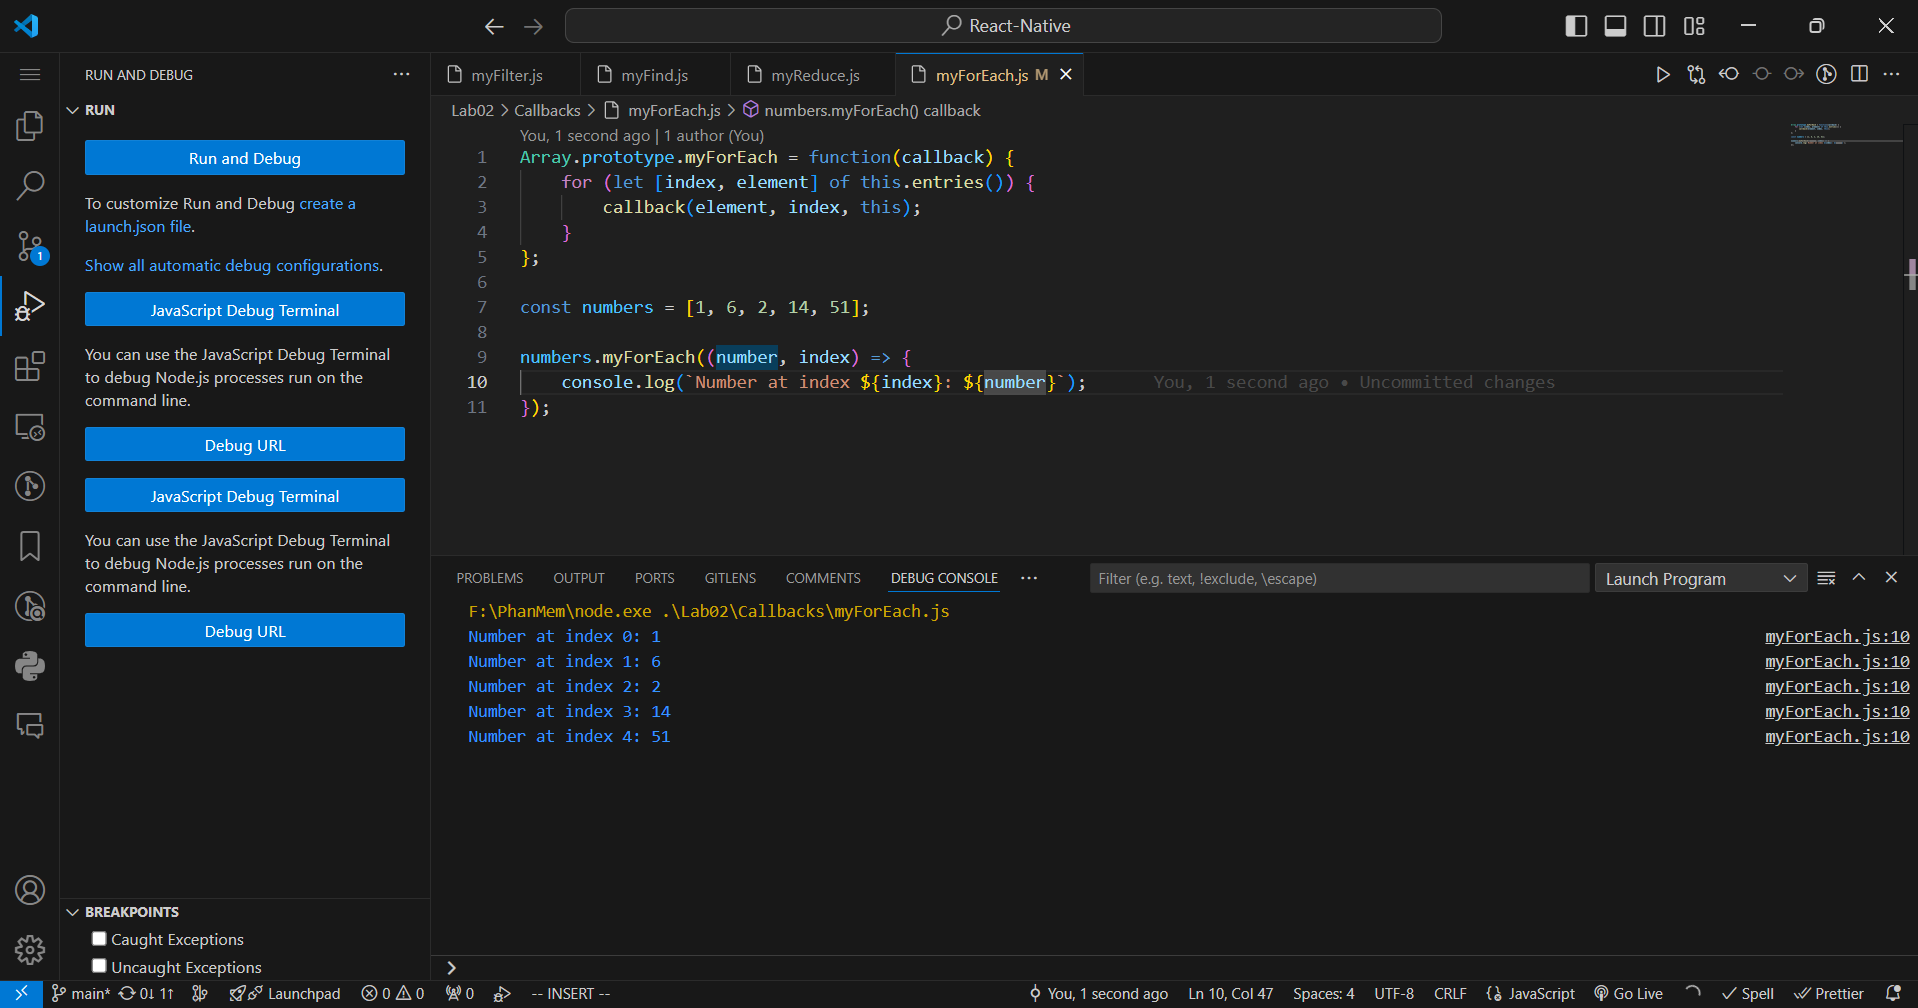 React-Native
RUN AND DEBUG
RUN
Run and Debug
To customize Run and Debug create a
launch.json file.
Show all automatic debug configurations.
JavaScript Debug Terminal
You can use the JavaScript Debug Terminal
to debug Node.js processes run on the
command line.
Debug URL
JavaScript Debug Terminal
You can use the JavaScript Debug Terminal
to debug Node.js processes run on the
command line.
Debug URL
1
BREAKPOINTS
Caught Exceptions
Uncaught Exceptions
myFilter.js
myFind.js
myReduce.js
myForEach.js M
Lab02 > Callbacks > myForEach.js > numbers.myForEach() callback
You, 1 second ago | 1 author (You)
1 Array.prototype.myForEach = function(callback) {
2     for (let [index, element] of this.entries()) {
3         callback(element, index, this);
4     }
5 };
6
7 const numbers = [1, 6, 2, 14, 51];
8
9 numbers.myForEach((number, index) => {
10     console.log(`Number at index ${index}: ${number}`); You, 1 second ago • Uncommitted changes
11 });
PROBLEMS OUTPUT PORTS GITLENS COMMENTS DEBUG CONSOLE
Filter (e.g. text, !exclude, \escape)
Launch Program
F:\PhanMem\node.exe .\Lab02\Callbacks\myForEach.js
Number at index 0: 1 myForEach.js:10
Number at index 1: 6 myForEach.js:10
Number at index 2: 2 myForEach.js:10
Number at index 3: 14 myForEach.js:10
Number at index 4: 51 myForEach.js:10
main* 0↓ 1↑ Launchpad 0 0 0 -- INSERT -- You, 1 second ago Ln 10, Col 47 Spaces: 4 UTF-8 CRLF JavaScript Go Live Spell Prettier